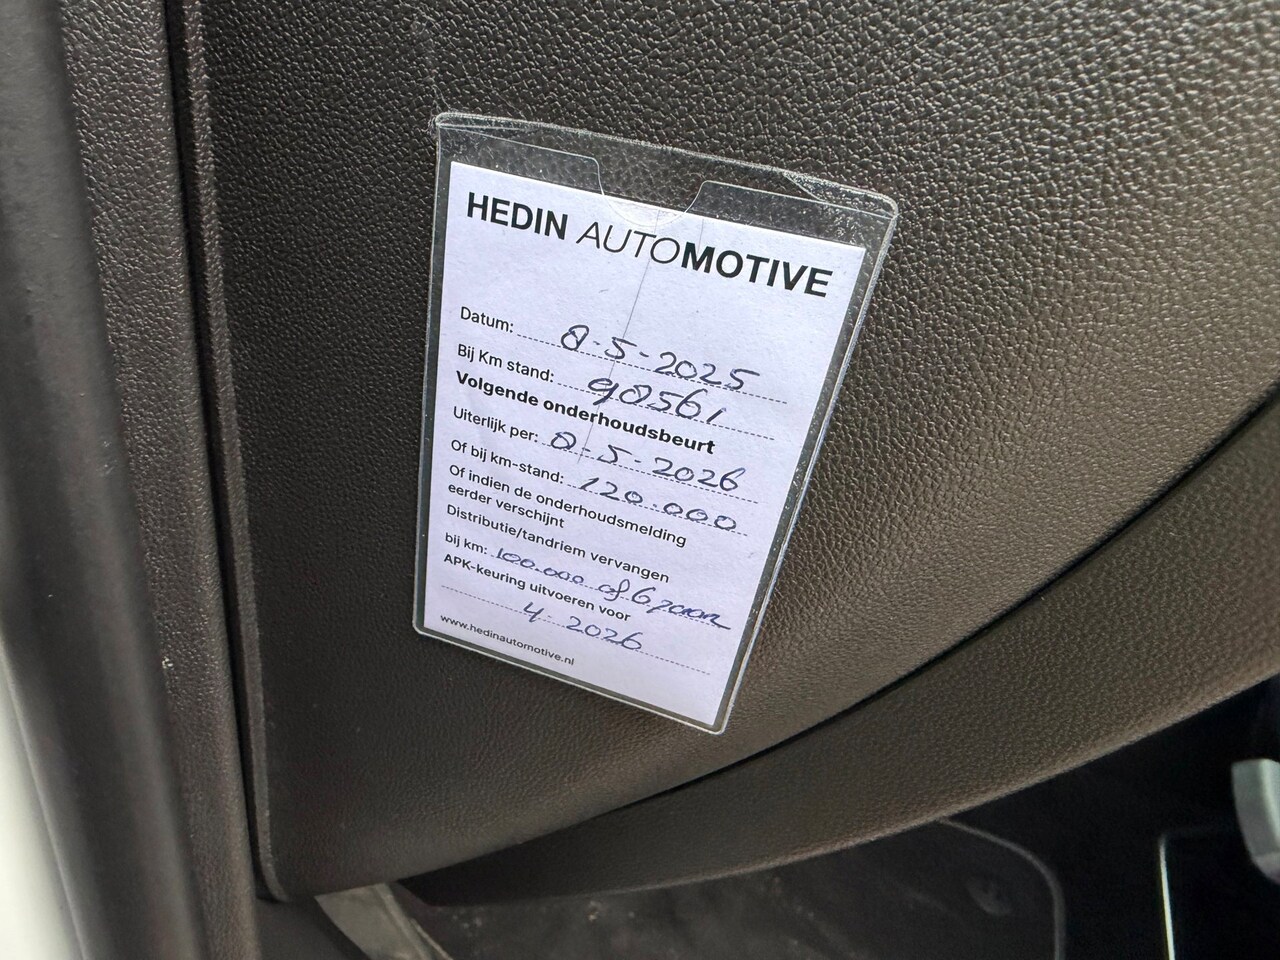 HEDIN AUTOMOTIVE
Datum: 8-5-2025
Bij Km stand: 90561
Volgende onderhoudsbeurt
Uiterlijk per: 8-5-2026
Of bij km-stand: 120.000
Of indien de onderhoudsmelding
eerder verschijnt
Distributie/tandriem vervangen
bij km: 100.000 of 6 jaar
APK-keuring uitvoeren voor
4-2026
www.hedinautomotive.nl